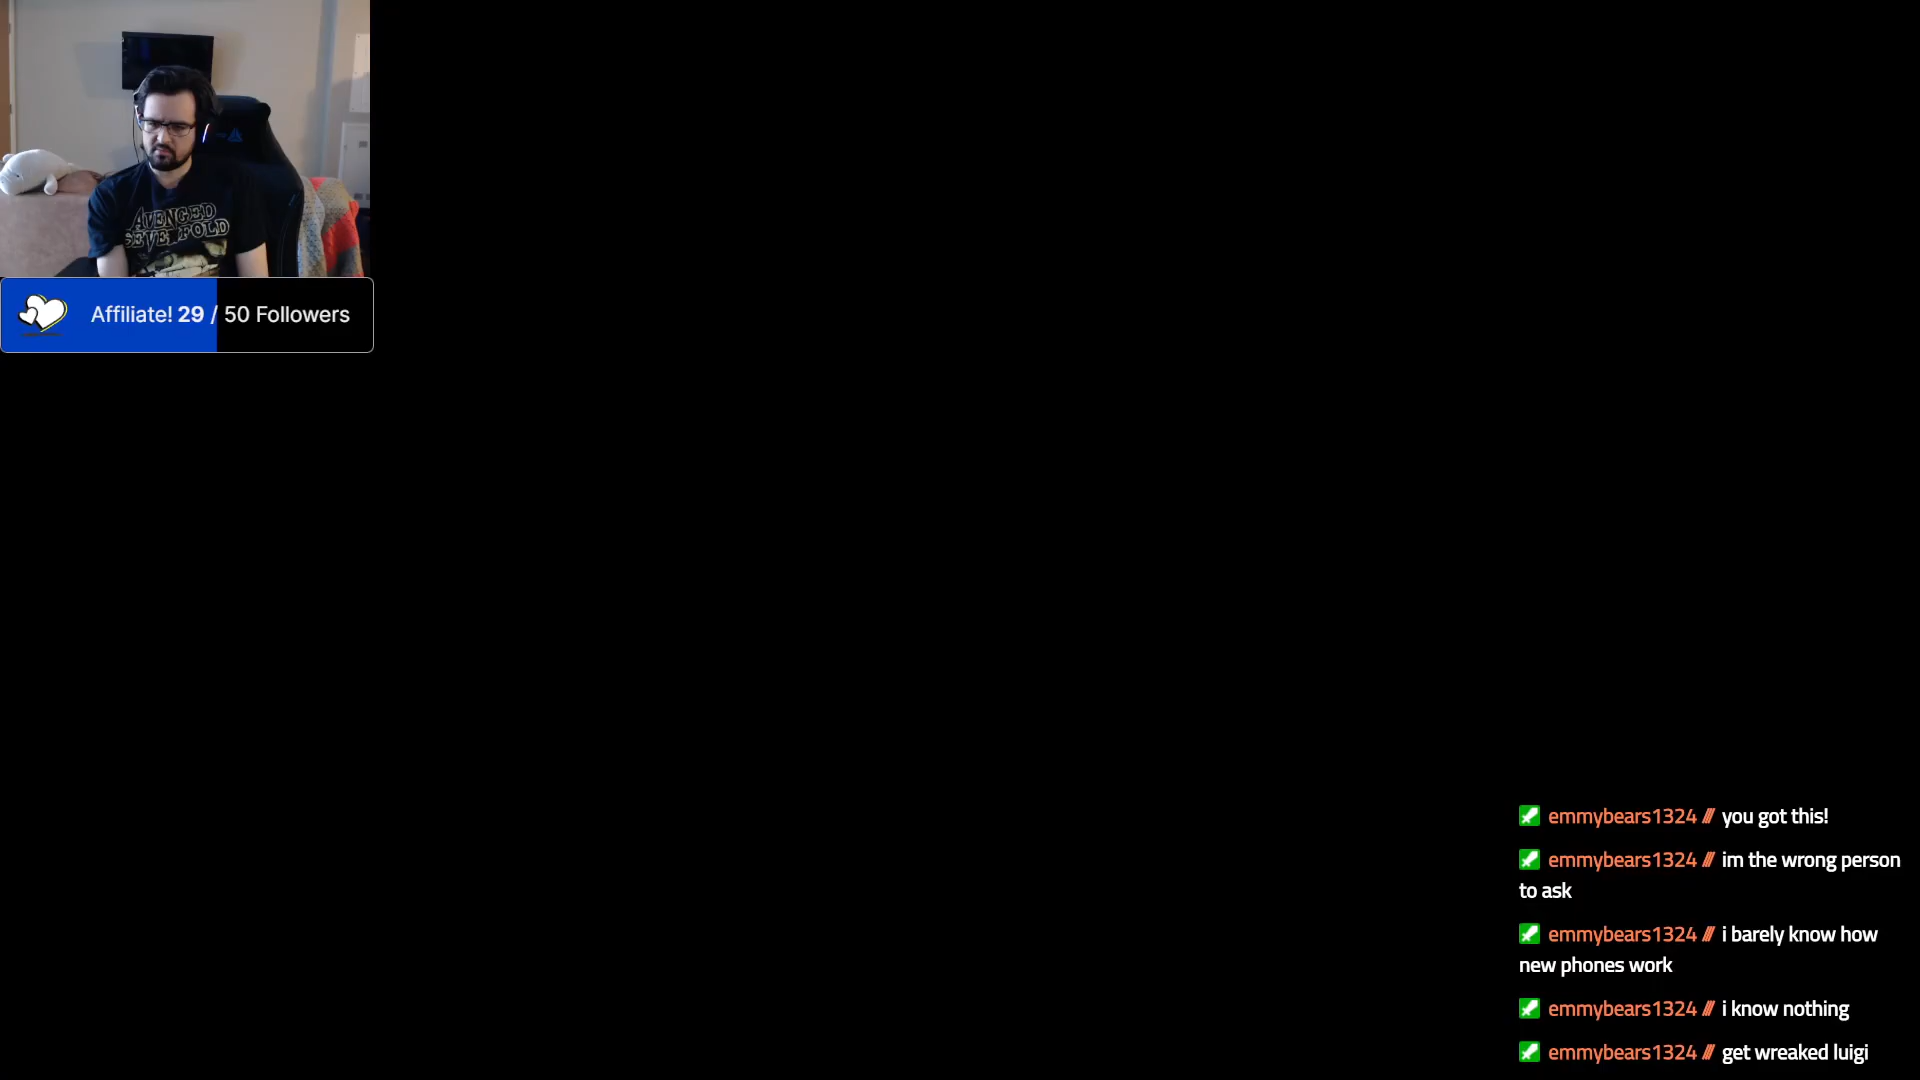 AVENGED
SEVENFOLD
Affiliate! 29 / 50 Followers
emmybears1324 /// you got this!
emmybears1324 /// im the wrong person
to ask
emmybears1324 /// i barely know how
new phones work
emmybears1324 /// i know nothing
emmybears1324 /// get wreaked luigi